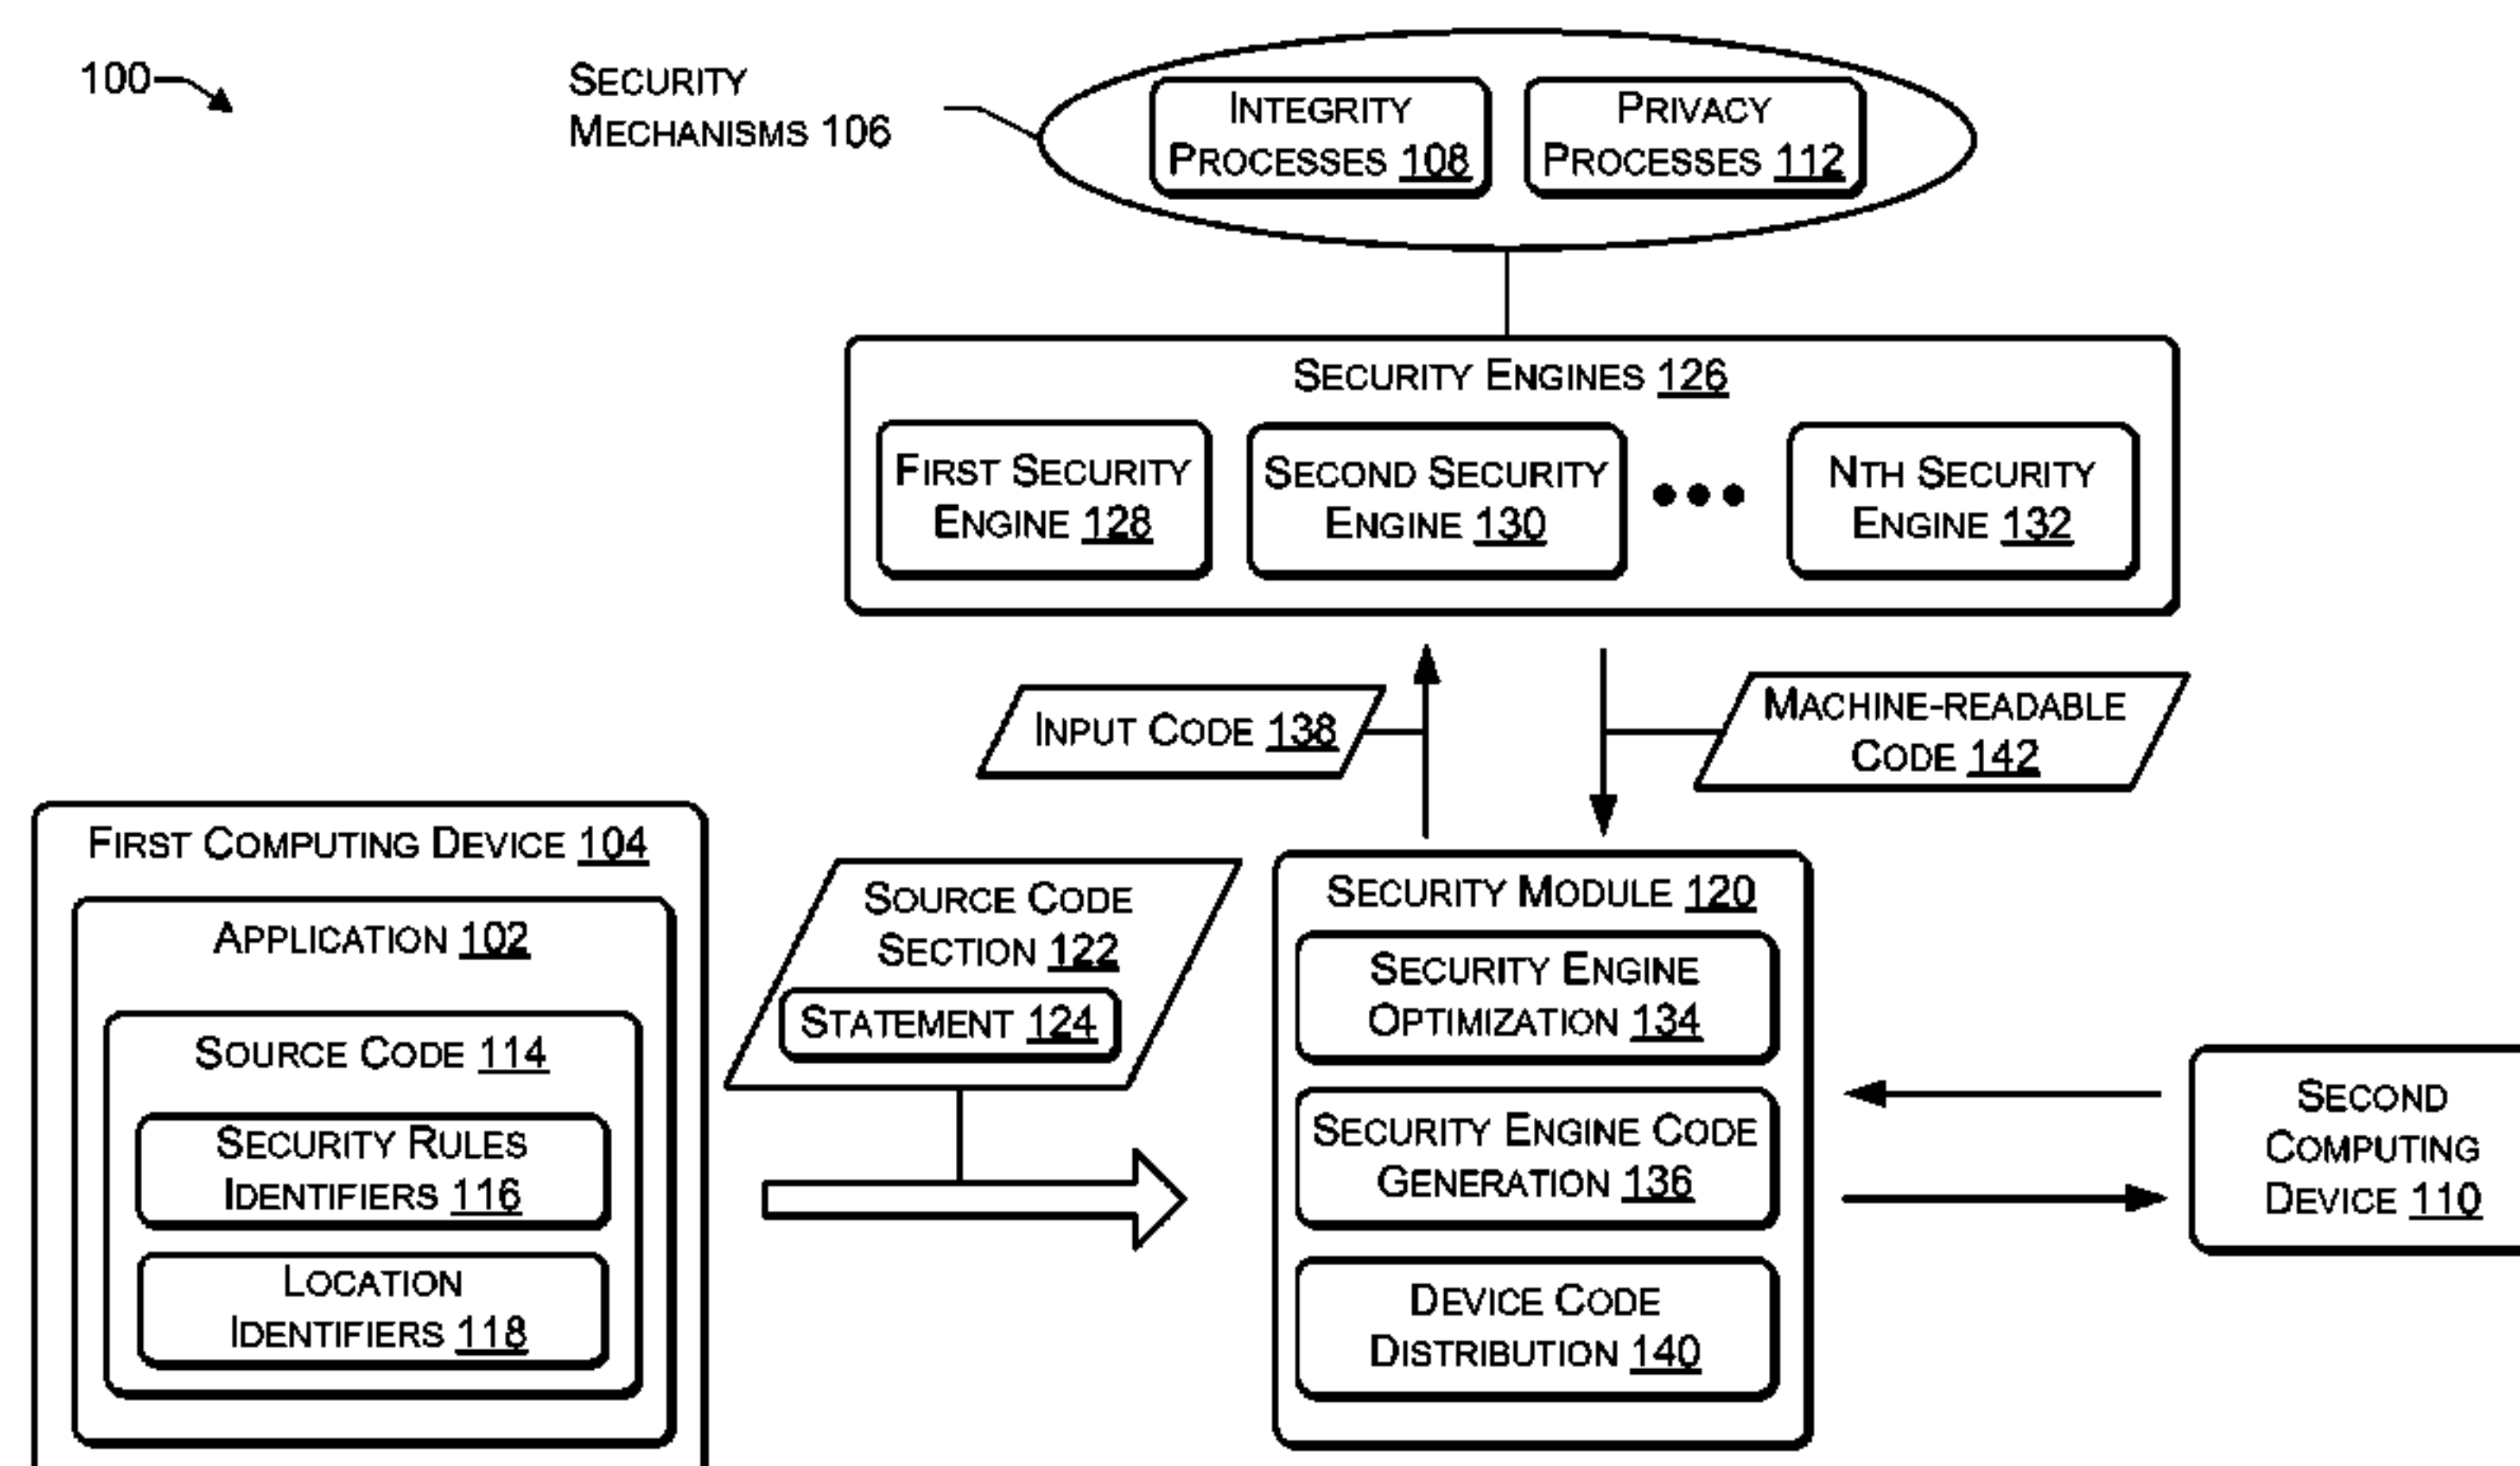 100
SECURITY
MECHANISMS 106
INTEGRITY
PROCESSES 108
PRIVACY
PROCESSES 112
SECURITY ENGINES 126
FIRST SECURITY
ENGINE 128
SECOND SECURITY
ENGINE 130
NTH SECURITY
ENGINE 132
INPUT CODE 138
MACHINE-READABLE
CODE 142
FIRST COMPUTING DEVICE 104
APPLICATION 102
SOURCE CODE 114
SECURITY RULES
IDENTIFIERS 116
LOCATION
IDENTIFIERS 118
SOURCE CODE
SECTION 122
STATEMENT 124
SECURITY MODULE 120
SECURITY ENGINE
OPTIMIZATION 134
SECURITY ENGINE CODE
GENERATION 136
DEVICE CODE
DISTRIBUTION 140
SECOND
COMPUTING
DEVICE 110